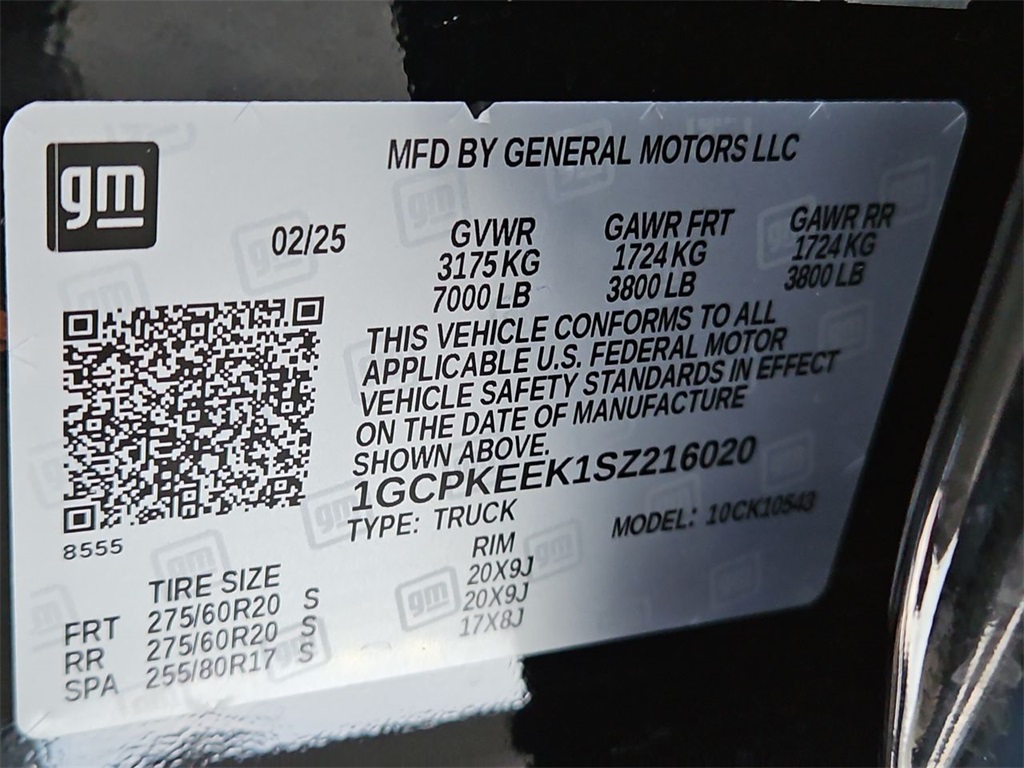 gm
MFD BY GENERAL MOTORS LLC
02/25 GVWR GAWR FRT GAWR RR
3175 KG 1724 KG 1724 KG
7000 LB 3800 LB 3800 LB
THIS VEHICLE CONFORMS TO ALL
APPLICABLE U.S. FEDERAL MOTOR
VEHICLE SAFETY STANDARDS IN EFFECT
ON THE DATE OF MANUFACTURE
SHOWN ABOVE.
1GCPKEEK1SZ216020
TYPE: TRUCK MODEL: 10CK10543
8555
TIRE SIZE RIM
FRT 275/60R20 S 20X9J
RR 275/60R20 S 20X9J
SPA 255/80R17 S 17X8J